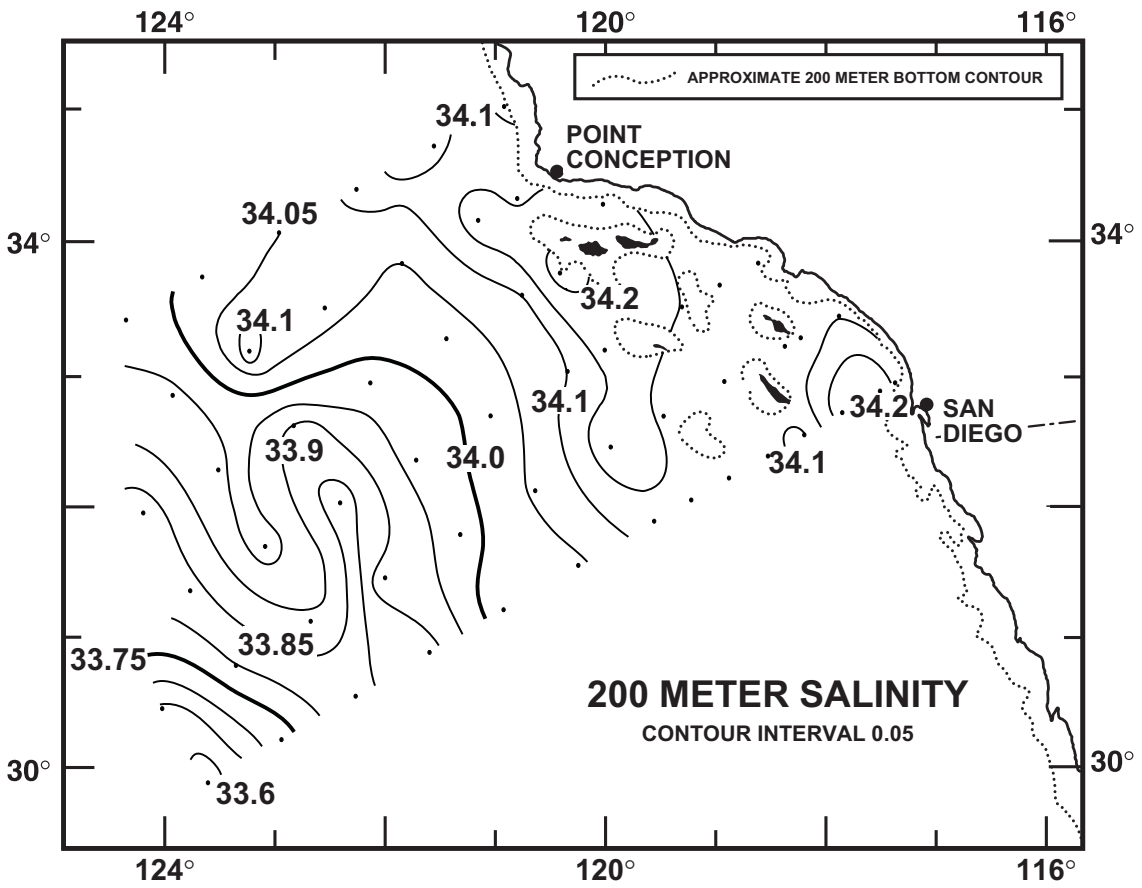 124° 120° 116°
APPROXIMATE 200 METER BOTTOM CONTOUR
34.1
POINT
CONCEPTION
34.05
34° 34°
34.2
34.1
34.1
34.2
SAN
DIEGO
33.9
34.0
34.1
33.85
33.75
200 METER SALINITY
CONTOUR INTERVAL 0.05
30° 30°
33.6
124° 120° 116°